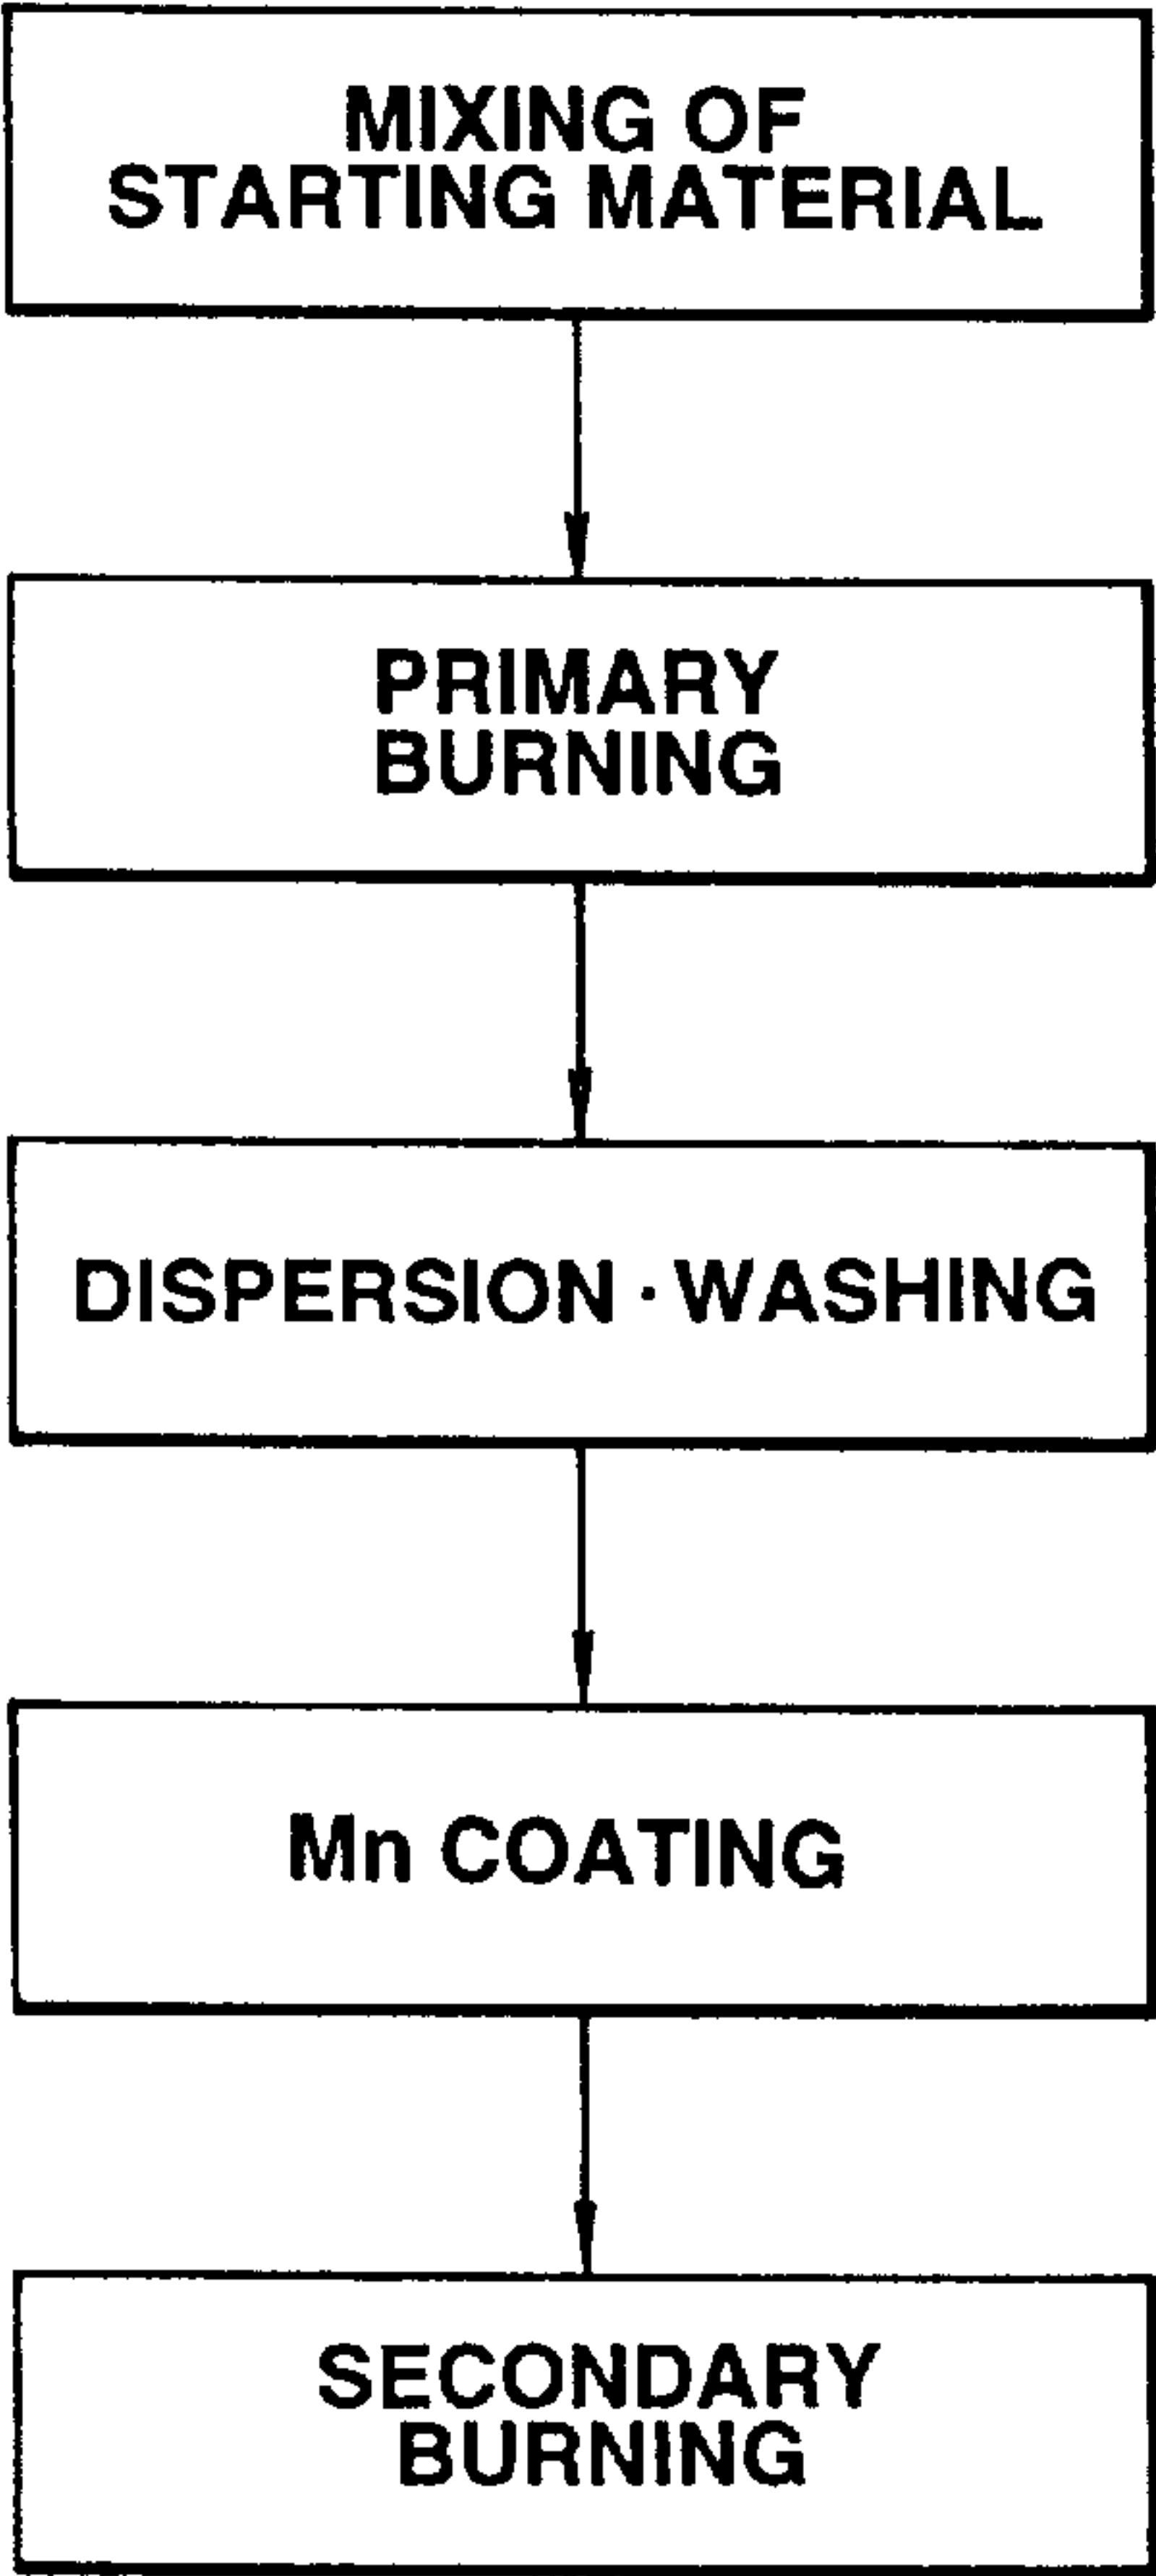 MIXING OF
STARTING MATERIAL
PRIMARY
BURNING
DISPERSION · WASHING
Mn COATING
SECONDARY
BURNING